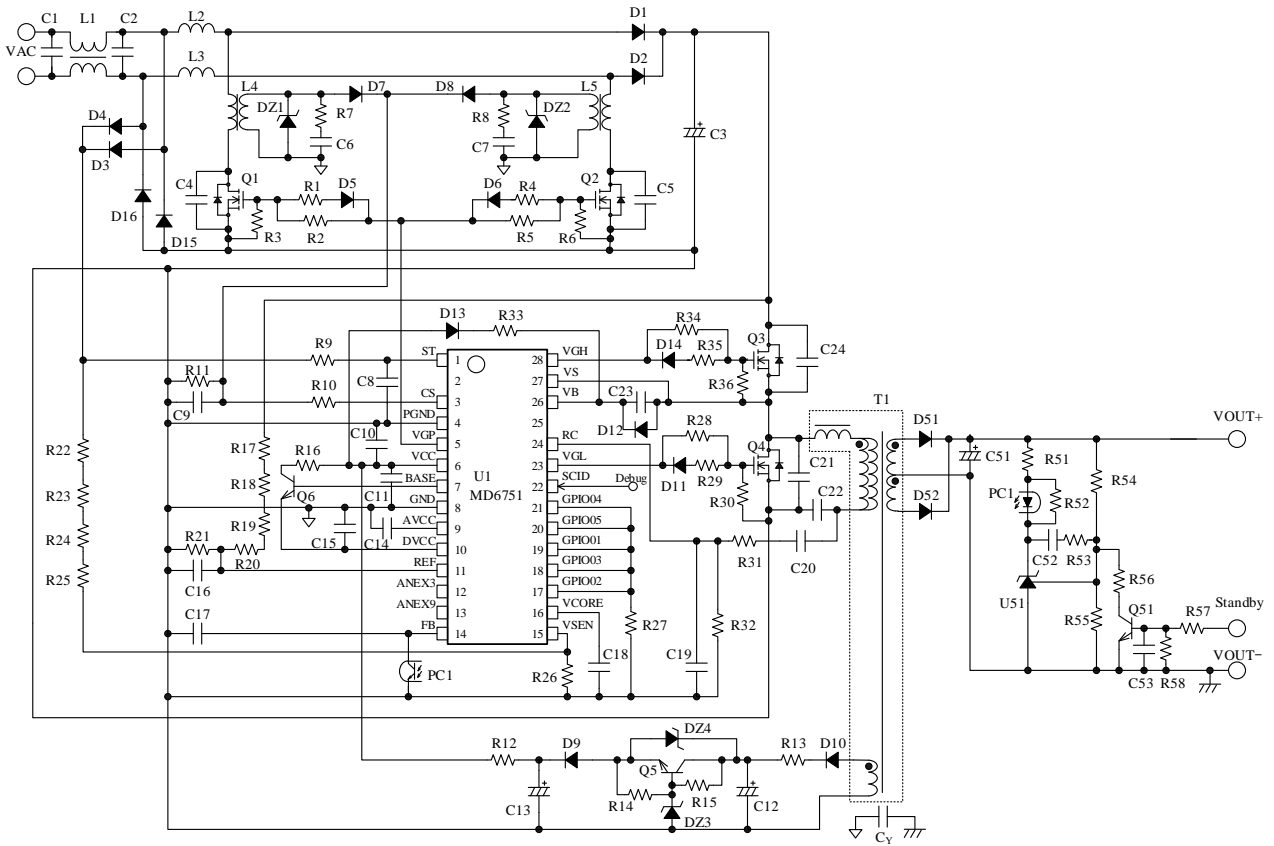 C1 L1 C2 L2 D1
VAC L3 D2
L4 D7 D8 L5
DZ1 R7 R8 DZ2
D4 C6 C7 C3
D3
C4 Q1 R1 D5 D6 R4 Q2 C5
D16 R3 R2 R5 R6
D15
D13 R33 R34
R9 ST 1 28 VGH D14 R35 Q3 C24
R11 C8 2 27 VS R36
R10 CS 3 26 VB C23
C9 PGND 4 25 D12 T1
R22 R17 C10 VGP 5 24 RC R28 Q4 D51 VOUT+
R16 VCC 6 U1 23 VGL C21 C51 R51
R23 R18 BASE 7 MD6751 22 SCID Debug D11 R29 PC1 R54
Q6 C11 GND 8 21 GPIO04 R30 C22 D52 R52
R24 R21 R19 C15 C14 AVCC 9 20 GPIO05
R20 DVCC 10 19 GPIO01 R31 C20 C52 R53
R25 C16 REF 11 18 GPIO03 R56
ANEX3 12 17 GPIO02 U51 Standby
C17 ANEX9 13 16 VCORE R27 R32 R55 Q51 R57
FB 14 15 VSEN
PC1 R26 C18 C19 C53 R58 VOUT−
DZ4
R12 D9 Q5 R13 D10
C13 R14 R15 C12
DZ3
CY